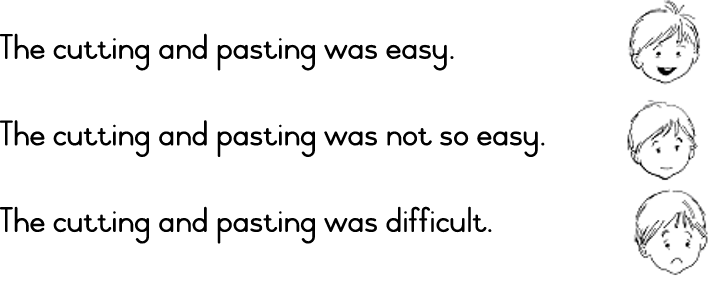 The cutting and pasting was easy.
The cutting and pasting was not so easy.
The cutting and pasting was difficult.